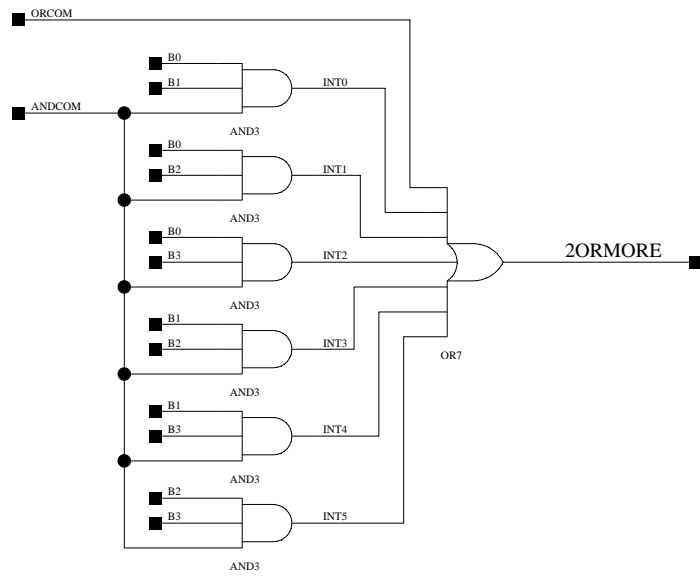 ORCOM
B0
B1
INT0
ANDCOM
AND3
B0
B2
INT1
AND3
B0
B3
INT2
2ORMORE
AND3
B1
B2
INT3
OR7
AND3
B1
B3
INT4
AND3
B2
B3
INT5
AND3